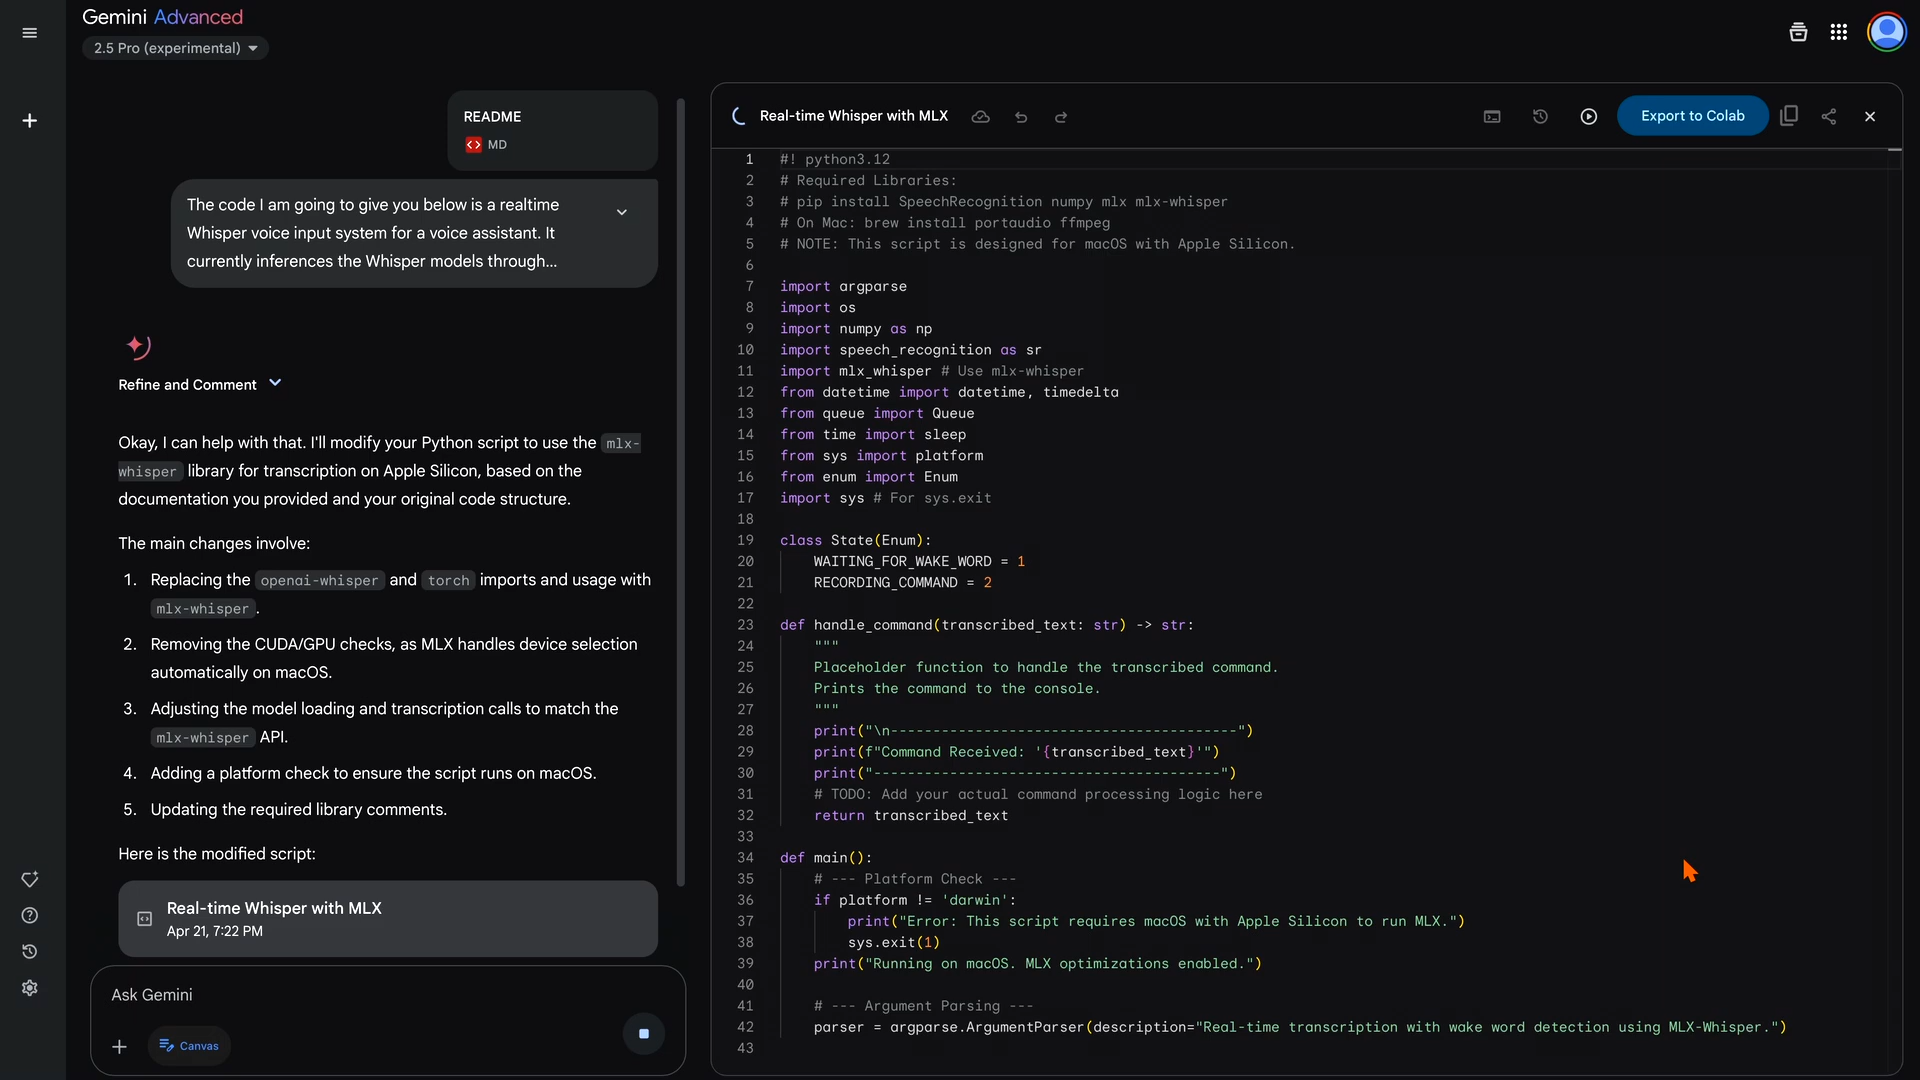 Gemini Advanced
2.5 Pro (experimental)
README
MD
The code I am going to give you below is a realtime
Whisper voice input system for a voice assistant. It
currently inferences the Whisper models through...
Refine and Comment
Okay, I can help with that. I'll modify your Python script to use the mlx-
whisper library for transcription on Apple Silicon, based on the
documentation you provided and your original code structure.
The main changes involve:
1. Replacing the openai-whisper and torch imports and usage with
mlx-whisper.
2. Removing the CUDA/GPU checks, as MLX handles device selection
automatically on macOS.
3. Adjusting the model loading and transcription calls to match the
mlx-whisper API.
4. Adding a platform check to ensure the script runs on macOS.
5. Updating the required library comments.
Here is the modified script:
Real-time Whisper with MLX
Apr 21, 7:22 PM
Ask Gemini
Canvas
Real-time Whisper with MLX
Export to Colab
1 #! python3.12
2 # Required Libraries:
3 # pip install SpeechRecognition numpy mlx mlx-whisper
4 # On Mac: brew install portaudio ffmpeg
5 # NOTE: This script is designed for macOS with Apple Silicon.
6
7 import argparse
8 import os
9 import numpy as np
10 import speech_recognition as sr
11 import mlx_whisper # Use mlx-whisper
12 from datetime import datetime, timedelta
13 from queue import Queue
14 from time import sleep
15 from sys import platform
16 from enum import Enum
17 import sys # For sys.exit
18
19 class State(Enum):
20 WAITING_FOR_WAKE_WORD = 1
21 RECORDING_COMMAND = 2
22
23 def handle_command(transcribed_text: str) -> str:
24 """
25 Placeholder function to handle the transcribed command.
26 Prints the command to the console.
27 """
28 print("\n-----------------------------------------")
29 print(f"Command Received: '{transcribed_text}'")
30 print("-----------------------------------------")
31 # TODO: Add your actual command processing logic here
32 return transcribed_text
33
34 def main():
35 # --- Platform Check ---
36 if platform != 'darwin':
37 print("Error: This script requires macOS with Apple Silicon to run MLX.")
38 sys.exit(1)
39 print("Running on macOS. MLX optimizations enabled.")
40
41 # --- Argument Parsing ---
42 parser = argparse.ArgumentParser(description="Real-time transcription with wake word detection using MLX-Whisper.")
43